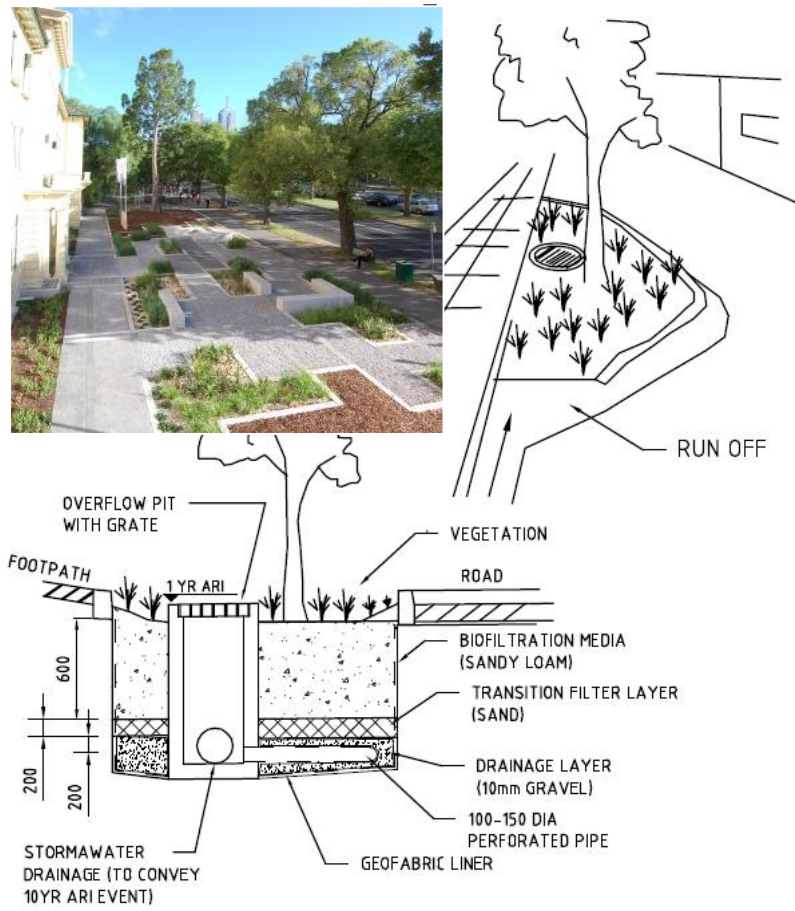 RUN OFF
OVERFLOW PIT
WITH GRATE
VEGETATION
FOOTPATH
1 YR ARI
ROAD
600
BIOFILTRATION MEDIA
(SANDY LOAM)
TRANSITION FILTER LAYER
(SAND)
200
200
DRAINAGE LAYER
(10mm GRAVEL)
100-150 DIA
PERFORATED PIPE
STORMAWATER
DRAINAGE (TO CONVEY
10YR ARI EVENT)
GEOFABRIC LINER